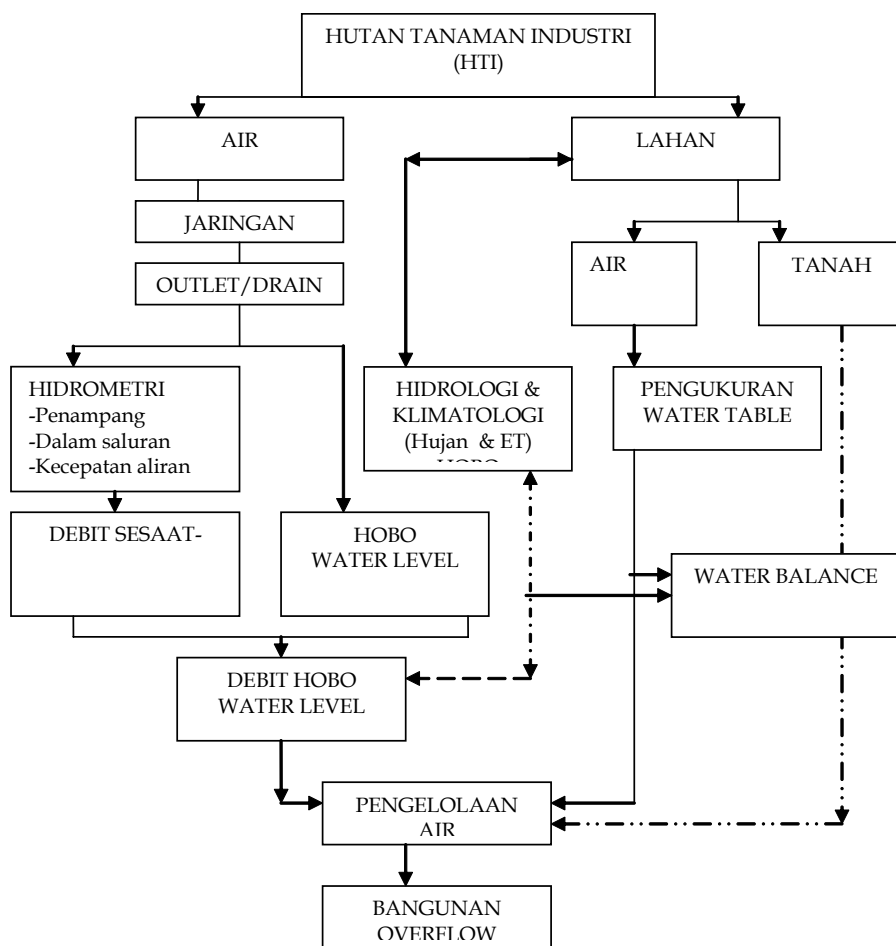 HUTAN TANAMAN INDUSTRI
(HTI)
AIR
LAHAN
JARINGAN
AIR
TANAH
OUTLET/DRAIN
HIDROMETRI
-Penampang
-Dalam saluran
-Kecepatan aliran
HIDROLOGI &
KLIMATOLOGI
(Hujan & ET)
HOBO
PENGUKURAN
WATER TABLE
DEBIT SESAAT-
HOBO
WATER LEVEL
WATER BALANCE
DEBIT HOBO
WATER LEVEL
PENGELOLAAN
AIR
BANGUNAN
OVERFLOW